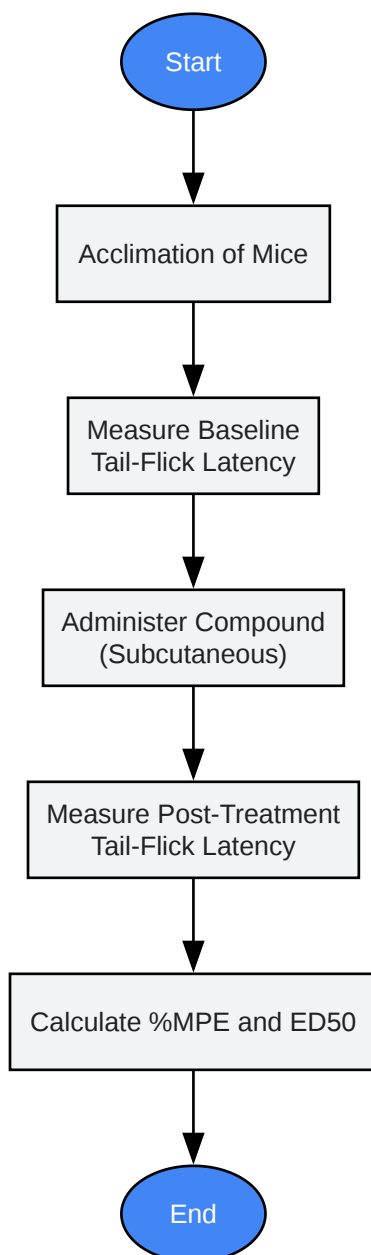 Start
Acclimation of Mice
Measure Baseline
Tail-Flick Latency
Administer Compound
(Subcutaneous)
Measure Post-Treatment
Tail-Flick Latency
Calculate %MPE and ED50
End